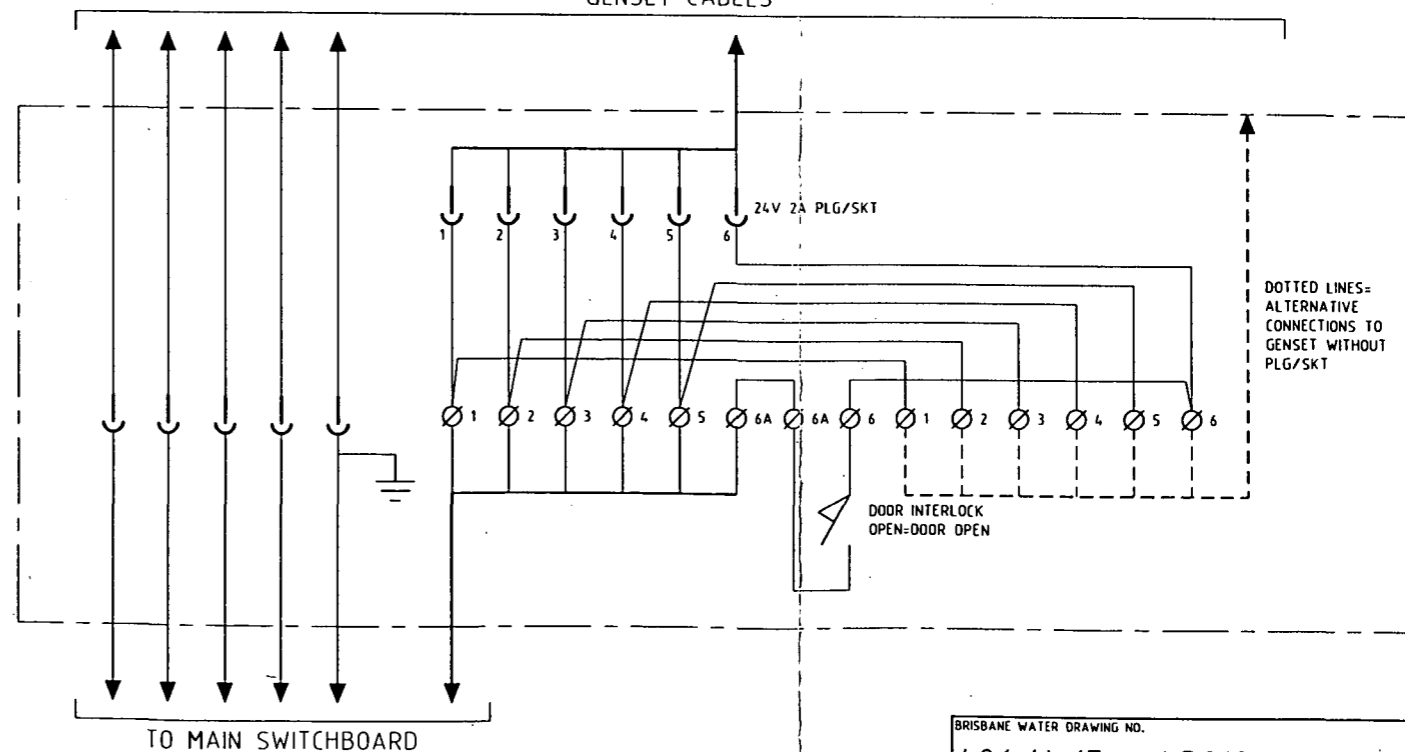 GENSET CABLES
24V 2A PLG/SKT
1 2 3 4 5 6
DOTTED LINES=
ALTERNATIVE
CONNECTIONS TO
GENSET WITHOUT
PLG/SKT
1 2 3 4 5 6A 6A 6 1 2 3 4 5 6
DOOR INTERLOCK
OPEN=DOOR OPEN
TO MAIN SWITCHBOARD
BRISBANE WATER DRAWING NO.